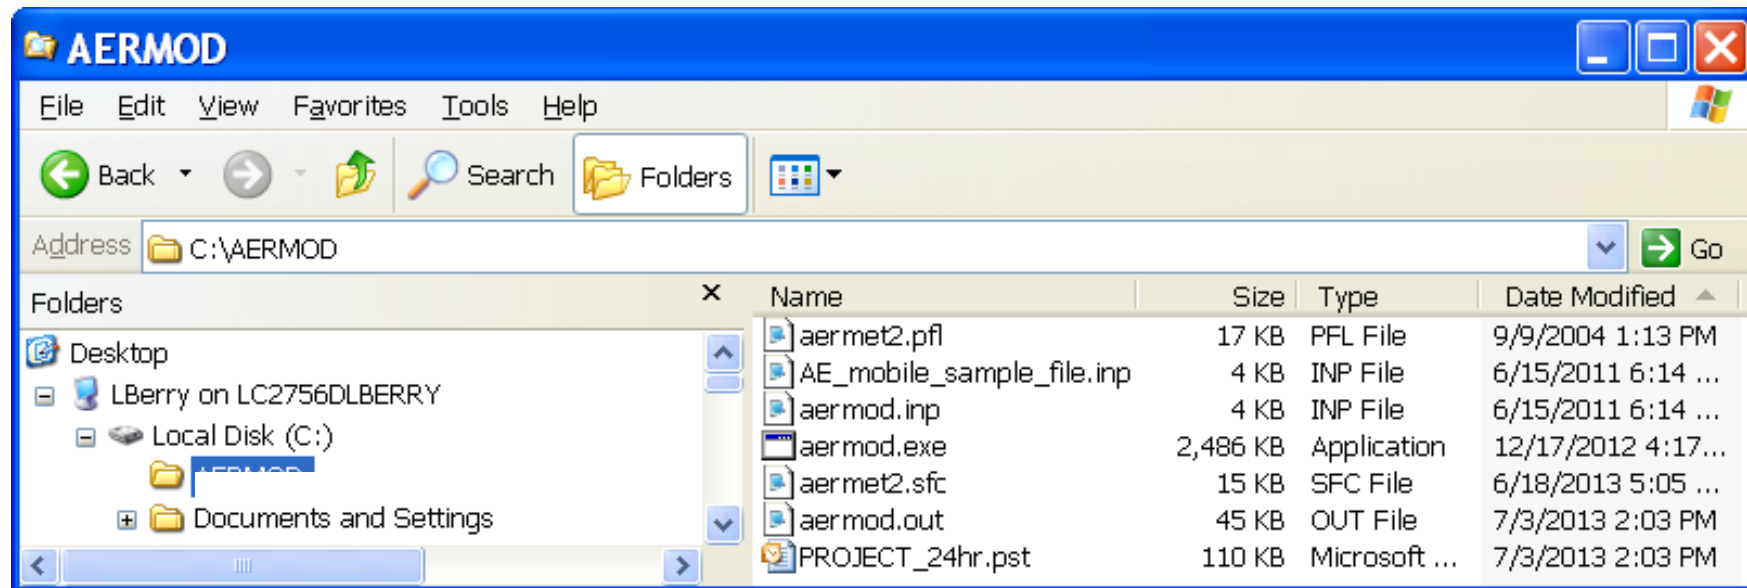 AERMOD
File Edit View Favorites Tools Help
Back Search Folders
Address C:\AERMOD Go
Folders
Desktop
LBerry on LC2756DLBERRY
Local Disk (C:)
AERMOD
Documents and Settings
Name Size Type Date Modified
aermet2.pfl 17 KB PFL File 9/9/2004 1:13 PM
AE_mobile_sample_file.inp 4 KB INP File 6/15/2011 6:14 ...
aermod.inp 4 KB INP File 6/15/2011 6:14 ...
aermod.exe 2,486 KB Application 12/17/2012 4:17...
aermet2.sfc 15 KB SFC File 6/18/2013 5:05 ...
aermod.out 45 KB OUT File 7/3/2013 2:03 PM
PROJECT_24hr.pst 110 KB Microsoft ... 7/3/2013 2:03 PM